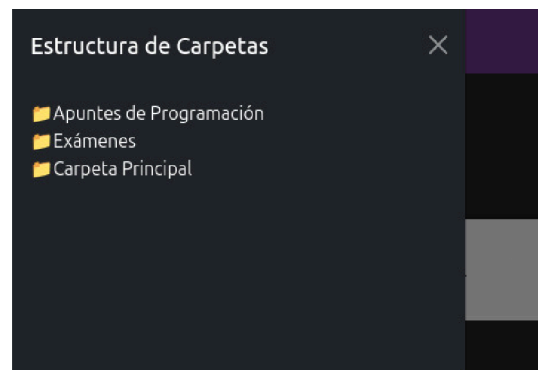 Estructura de Carpetas
Apuntes de Programación
Exámenes
Carpeta Principal